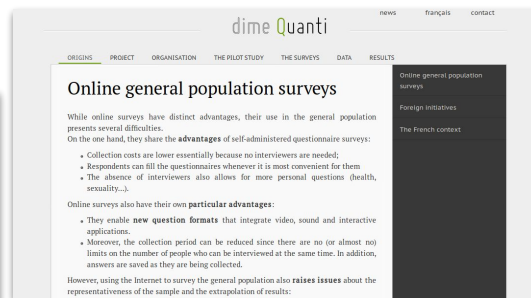 news français contact
dime Quanti
ORIGINS PROJECT ORGANISATION THE PILOT STUDY THE SURVEYS DATA RESULTS
Online general population surveys
While online surveys have distinct advantages, their use in the general population
presents several difficulties.
On the one hand, they share the advantages of self-administered questionnaire surveys:
Collection costs are lower essentially because no interviewers are needed;
Respondents can fill the questionnaires whenever it is most convenient for them
The absence of interviewers also allows for more personal questions (health,
sexuality...).
Online surveys also have their own particular advantages:
They enable new question formats that integrate video, sound and interactive
applications.
Moreover, the collection period can be reduced since there are no (or almost no)
limits on the number of people who can be interviewed at the same time. In addition,
answers are saved as they are being collected.
However, using the Internet to survey the general population also raises issues about the
representativeness of the sample and the extrapolation of results:
Online general population
surveys
Foreign initiatives
The French context